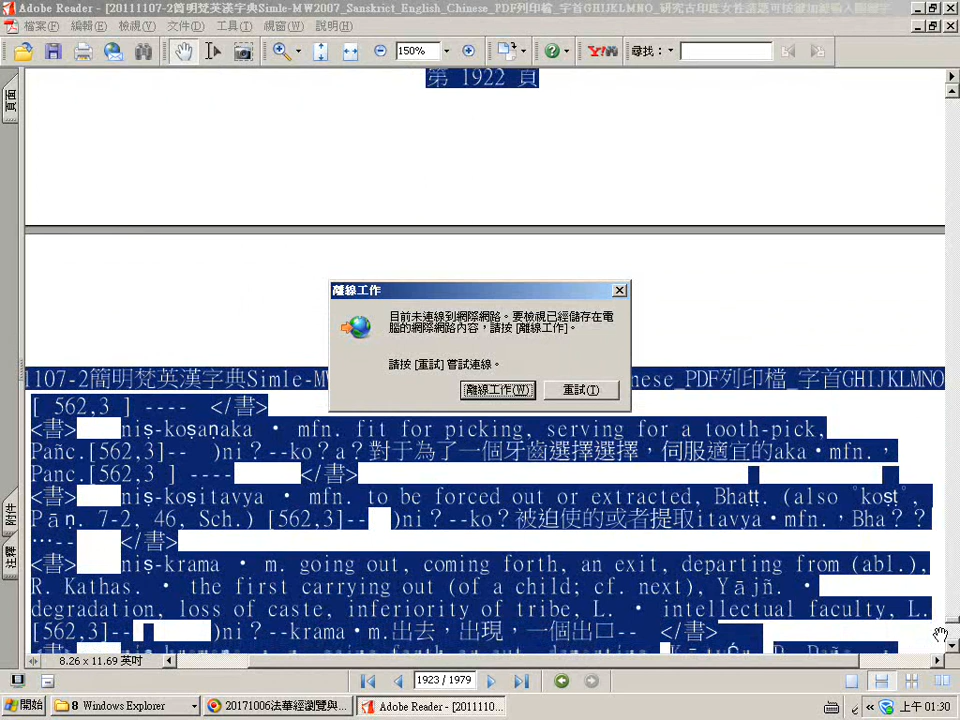 Adobe Reader - [20111107-2簡明梵英漢字典Simle-MW2007_Sanskrict_English_Chinese_PDF列印檔_字首GHIJKLMNO_研究古印度女性議題可按
檔案(F) 編輯(E) 檢視(V) 文件(D) 工具(T) 視窗(W) 說明(H)
150% Y! 尋找：
頁面
第 1922 頁
離線工作
目前未連線到網際網路。要檢視已經儲存在電
腦的網際網路內容，請按 [離線工作]。
請按 [重試] 嘗試連線。
離線工作(W) 重試(T)
1107-2簡明梵英漢字典Simle-M nese_PDF列印檔_字首GHIJKLMNO
[ 562,3 ] ---- </書>
<書> niṣ-koṣaṇaka • mfn. fit for picking, serving for a tooth-pick,
Pañc.[562,3]-- )ni？--ko？a？對于為了一個牙齒選擇選擇，伺服適宜的aka•mfn.，
Panc.[562,3 ] ---- </書>
<書> niṣ-koṣitavya • mfn. to be forced out or extracted, Bhaṭṭ. (also °koṣṭ°,
Pāṇ. 7-2, 46, Sch.) [562,3]-- )ni？--ko？被迫使的或者提取itavya•mfn.，Bha？？
…-- </書>
<書> niṣ-krama • m. going out, coming forth, an exit, departing from (abl.),
R. Kathas. • the first carrying out (of a child; cf. next), Yājñ. •
degradation, loss of caste, inferiority of tribe, L. • intellectual faculty, L.
[562,3]-- )ni？--krama•m.出去，出現，一個出口-- </書>
附件
注釋
8.26 x 11.69 英吋
1923 / 1979
開始 8 Windows Explorer 20171006法華經瀏覽與... Adobe Reader - [2011110... 上午 01:30